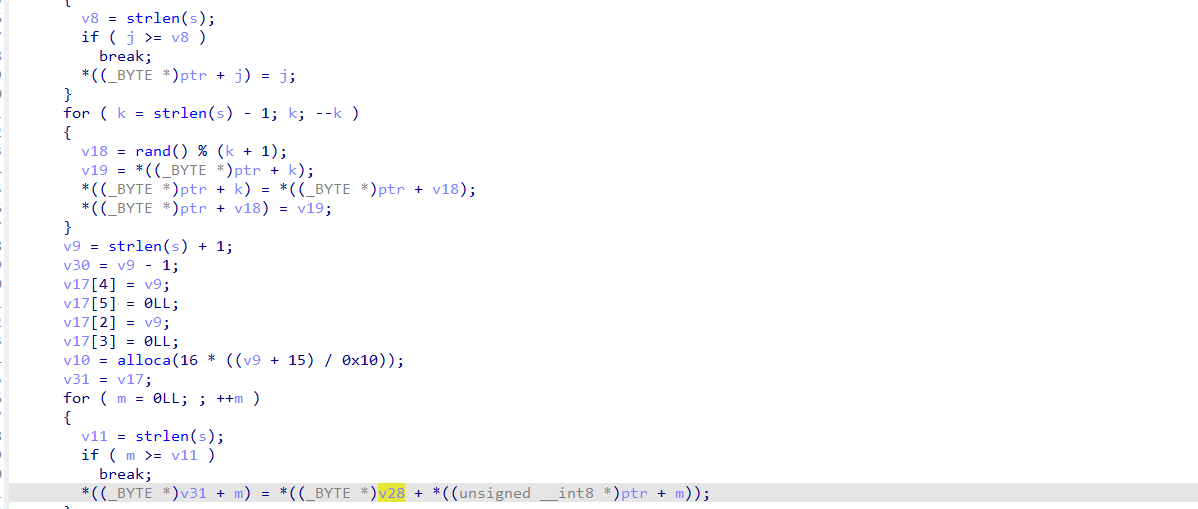 {
v8 = strlen(s);
if ( j >= v8 )
break;
*((_BYTE *)ptr + j) = j;
}
for ( k = strlen(s) - 1; k; --k )
{
v18 = rand() % (k + 1);
v19 = *((_BYTE *)ptr + k);
*((_BYTE *)ptr + k) = *((_BYTE *)ptr + v18);
*((_BYTE *)ptr + v18) = v19;
}
v9 = strlen(s) + 1;
v30 = v9 - 1;
v17[4] = v9;
v17[5] = 0LL;
v17[2] = v9;
v17[3] = 0LL;
v10 = alloca(16 * ((v9 + 15) / 0x10));
v31 = v17;
for ( m = 0LL; ; ++m )
{
v11 = strlen(s);
if ( m >= v11 )
break;
*((_BYTE *)v31 + m) = *((_BYTE *)v28 + *((unsigned __int8 *)ptr + m));